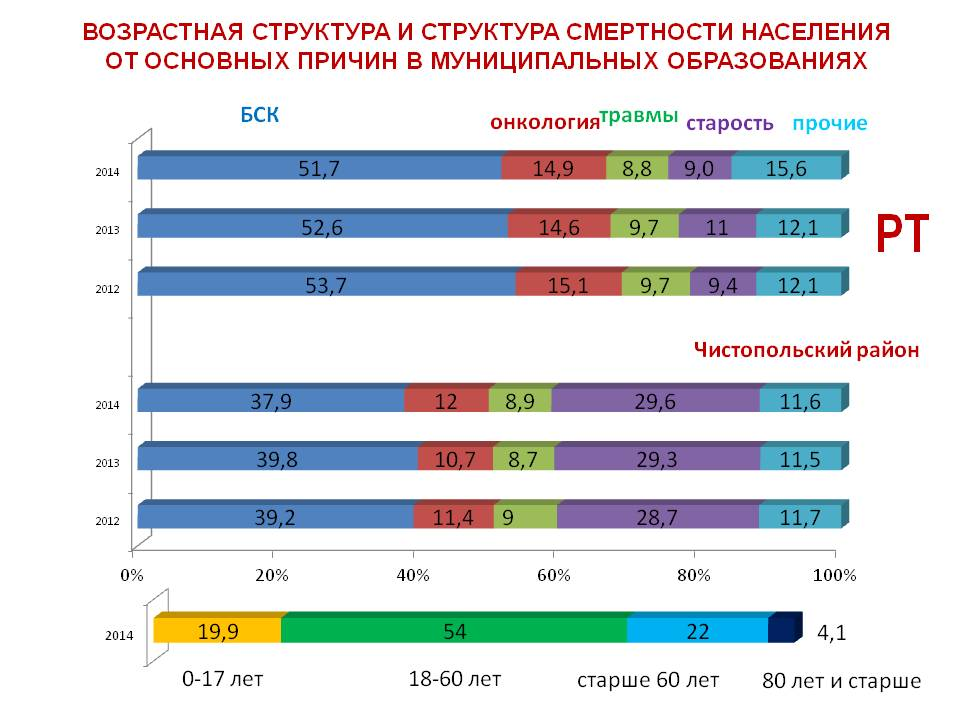 ВОЗРАСТНАЯ СТРУКТУРА И СТРУКТУРА СМЕРТНОСТИ НАСЕЛЕНИЯ
ОТ ОСНОВНЫХ ПРИЧИН В МУНИЦИПАЛЬНЫХ ОБРАЗОВАНИЯХ
БСК онкология травмы старость прочие
2014 51,7 14,9 8,8 9,0 15,6
2013 52,6 14,6 9,7 11 12,1
РТ
2012 53,7 15,1 9,7 9,4 12,1
Чистопольский район
2014 37,9 12 8,9 29,6 11,6
2013 39,8 10,7 8,7 29,3 11,5
2012 39,2 11,4 9 28,7 11,7
0% 20% 40% 60% 80% 100%
2014 19,9 54 22 4,1
0-17 лет 18-60 лет старше 60 лет 80 лет и старше